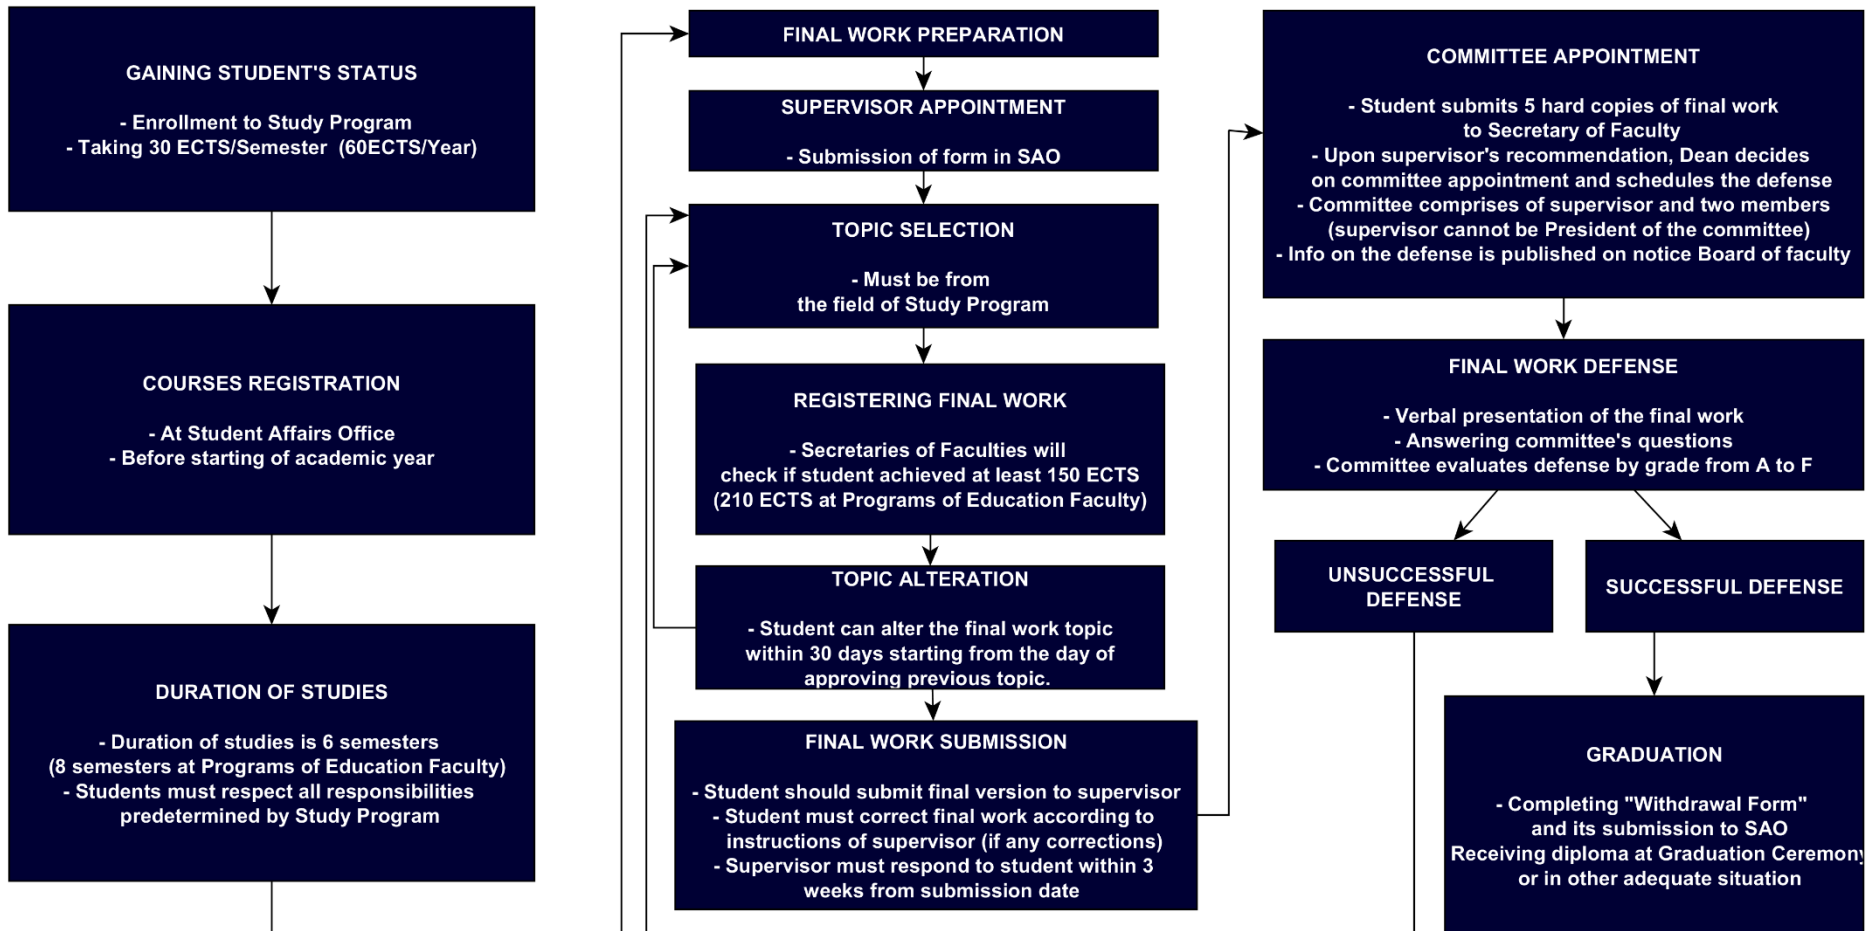 GAINING STUDENT'S STATUS
- Enrollment to Study Program
- Taking 30 ECTS/Semester (60ECTS/Year)
COURSES REGISTRATION
- At Student Affairs Office
- Before starting of academic year
DURATION OF STUDIES
- Duration of studies is 6 semesters
(8 semesters at Programs of Education Faculty)
- Students must respect all responsibilities
predetermined by Study Program
FINAL WORK PREPARATION
SUPERVISOR APPOINTMENT
- Submission of form in SAO
TOPIC SELECTION
- Must be from
the field of Study Program
REGISTERING FINAL WORK
- Secretaries of Faculties will
check if student achieved at least 150 ECTS
(210 ECTS at Programs of Education Faculty)
TOPIC ALTERATION
- Student can alter the final work topic
within 30 days starting from the day of
approving previous topic.
FINAL WORK SUBMISSION
- Student should submit final version to supervisor
- Student must correct final work according to
instructions of supervisor (if any corrections)
- Supervisor must respond to student within 3
weeks from submission date
COMMITTEE APPOINTMENT
- Student submits 5 hard copies of final work
to Secretary of Faculty
- Upon supervisor's recommendation, Dean decides
on committee appointment and schedules the defense
- Committee comprises of supervisor and two members
(supervisor cannot be President of the committee)
- Info on the defense is published on notice Board of faculty
FINAL WORK DEFENSE
- Verbal presentation of the final work
- Answering committee's questions
- Committee evaluates defense by grade from A to F
UNSUCCESSFUL
DEFENSE
SUCCESSFUL DEFENSE
GRADUATION
- Completing "Withdrawal Form"
and its submission to SAO
Receiving diploma at Graduation Ceremony
or in other adequate situation